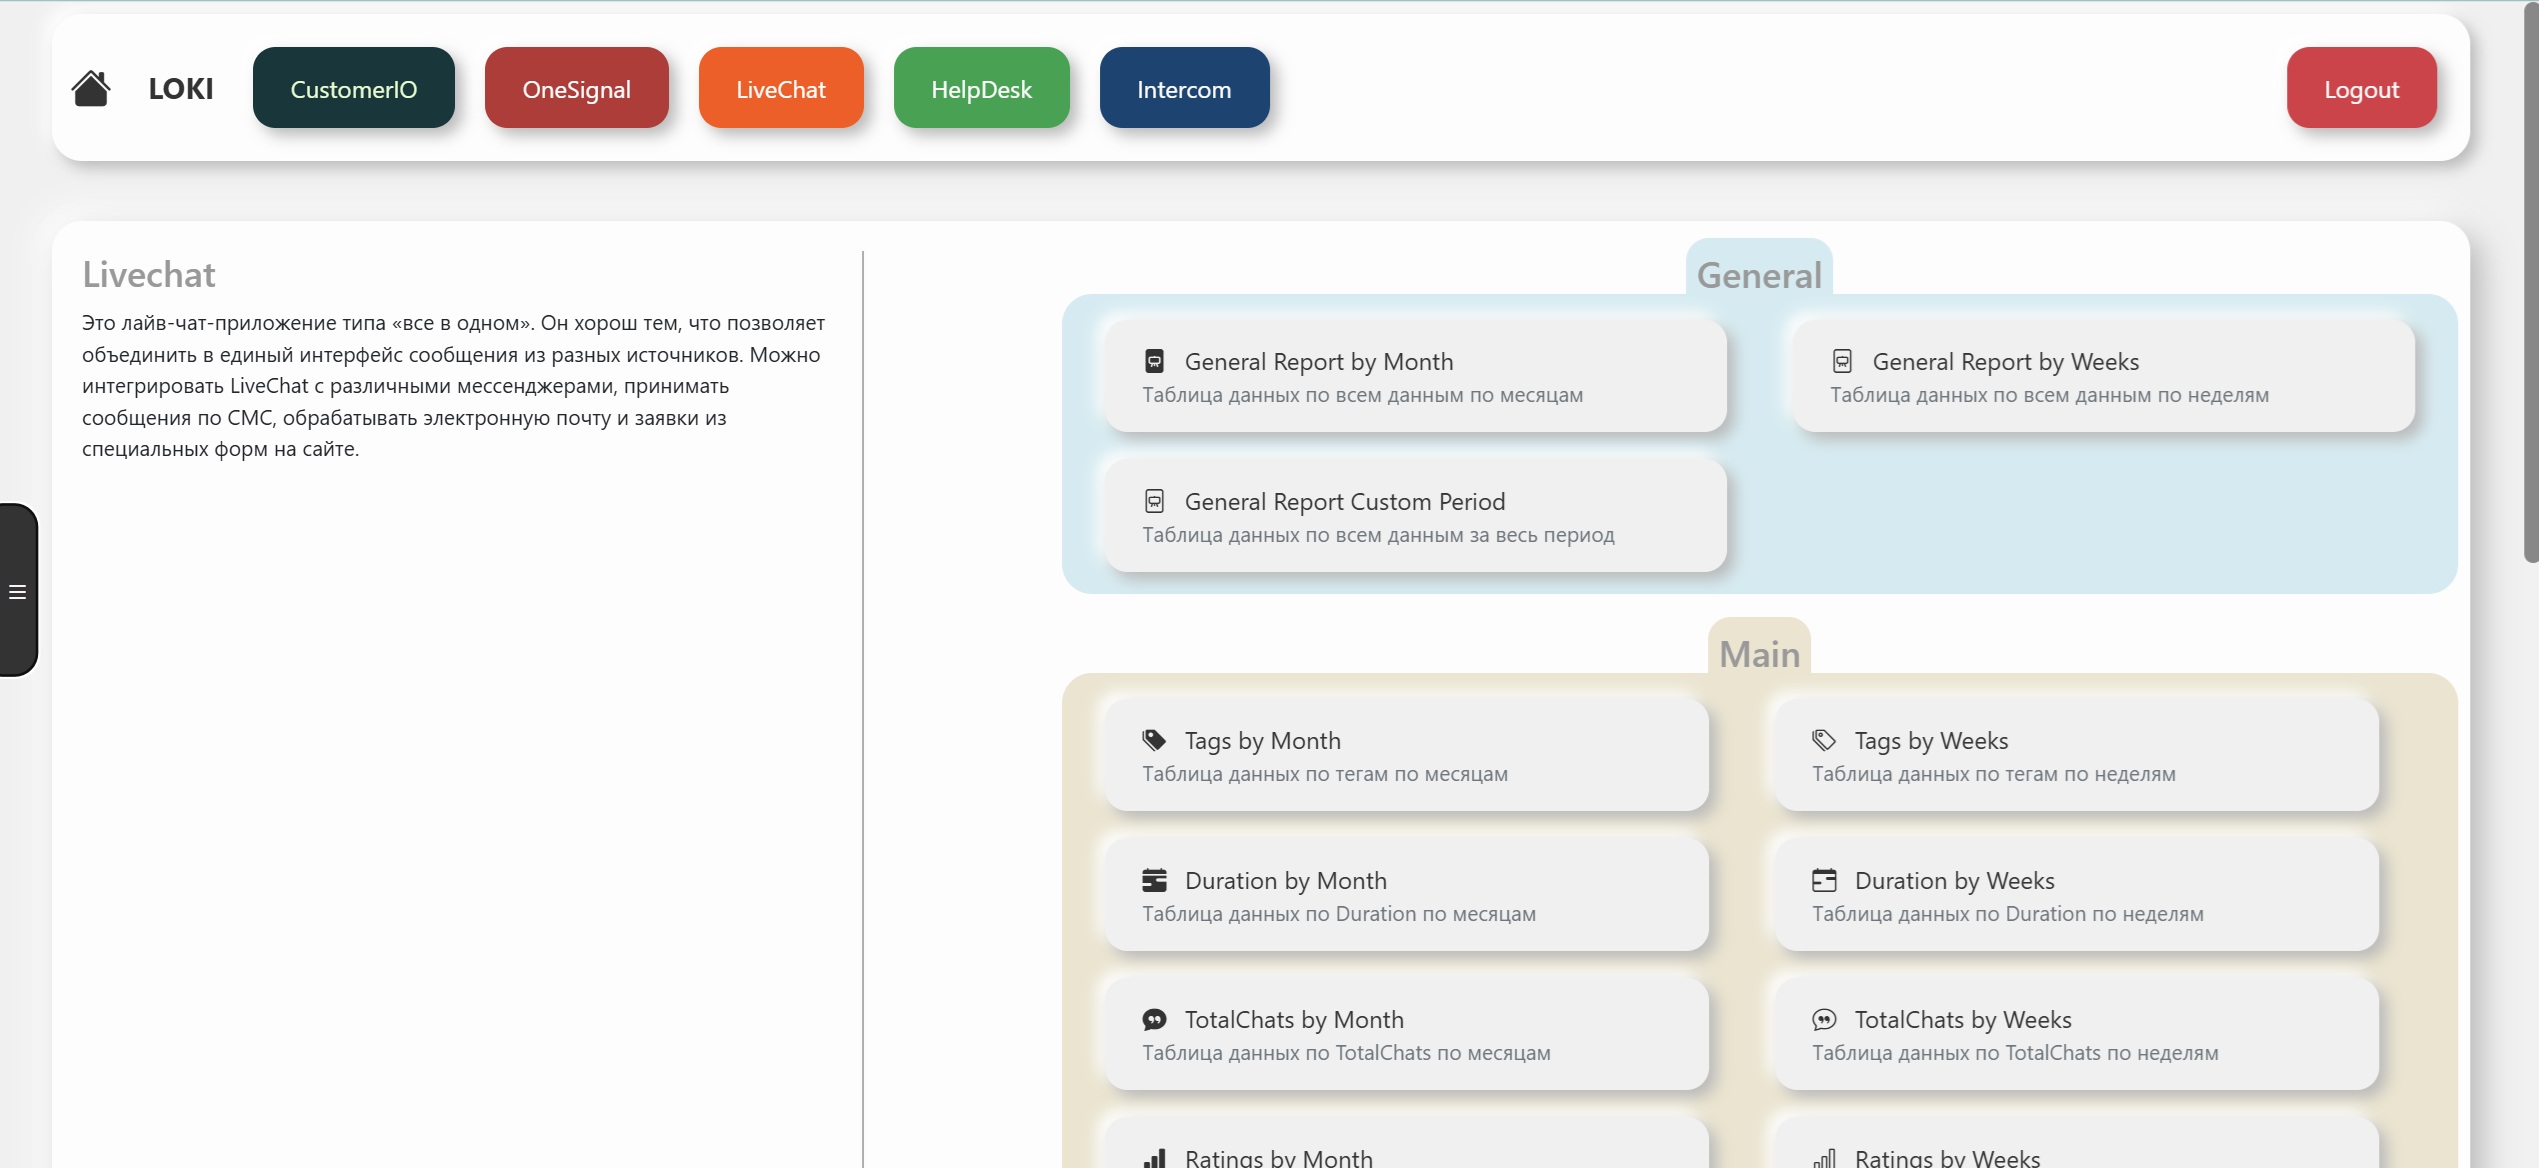 LOKI
CustomerIO
OneSignal
LiveChat
HelpDesk
Intercom
Logout
Livechat
Это лайв-чат-приложение типа «все в одном». Он хорош тем, что позволяет
объединить в единый интерфейс сообщения из разных источников. Можно
интегрировать LiveChat с различными мессенджерами, принимать
сообщения по СМС, обрабатывать электронную почту и заявки из
специальных форм на сайте.
General
General Report by Month
Таблица данных по всем данным по месяцам
General Report by Weeks
Таблица данных по всем данным по неделям
General Report Custom Period
Таблица данных по всем данным за весь период
Main
Tags by Month
Таблица данных по тегам по месяцам
Tags by Weeks
Таблица данных по тегам по неделям
Duration by Month
Таблица данных по Duration по месяцам
Duration by Weeks
Таблица данных по Duration по неделям
TotalChats by Month
Таблица данных по TotalChats по месяцам
TotalChats by Weeks
Таблица данных по TotalChats по неделям
Ratings by Month
Ratings by Weeks